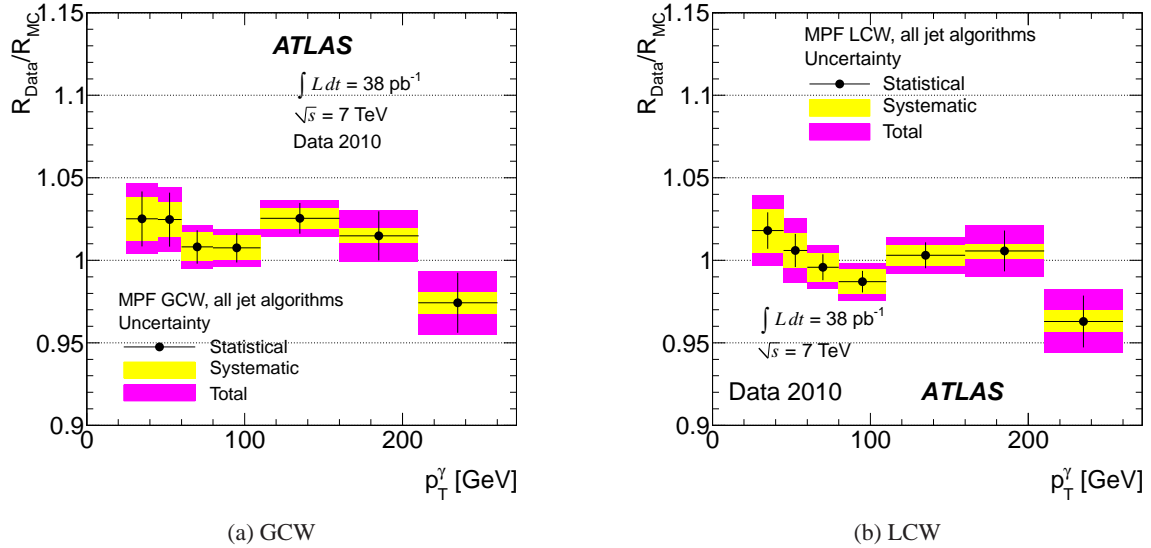 R_Data/R_MC
1.15
1.1
1.05
1
0.95
0.9
ATLAS
∫ L dt = 38 pb⁻¹
√s = 7 TeV
Data 2010
MPF GCW, all jet algorithms
Uncertainty
Statistical
Systematic
Total
0 100 200
p_T^γ [GeV]
(a) GCW
R_Data/R_MC
1.15
1.1
1.05
1
0.95
0.9
MPF LCW, all jet algorithms
Uncertainty
Statistical
Systematic
Total
∫ L dt = 38 pb⁻¹
√s = 7 TeV
Data 2010 ATLAS
0 100 200
p_T^γ [GeV]
(b) LCW